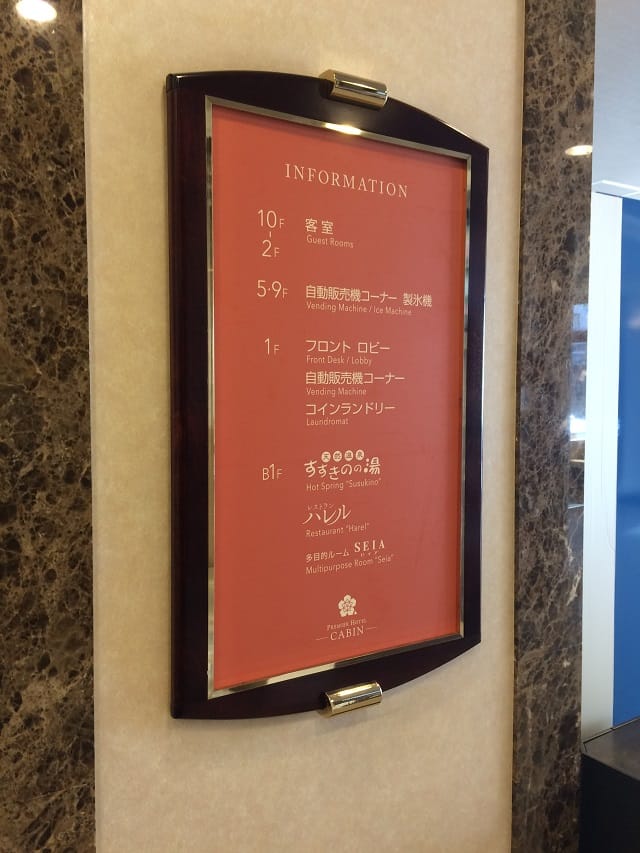 INFORMATION
10F
-
2F
客室
Guest Rooms
5·9F
自動販売機コーナー 製氷機
Vending Machine / Ice Machine
1F
フロント ロビー
Front Desk / Lobby
自動販売機コーナー
Vending Machine
コインランドリー
Laundromat
B1F
天然温泉
すすきのの湯
Hot Spring "Susukino"
レストラン
ハレル
Restaurant "Harel"
多目的ルーム SEIA
セイア
Multipurpose Room "Seia"
PREMIER HOTEL
CABIN